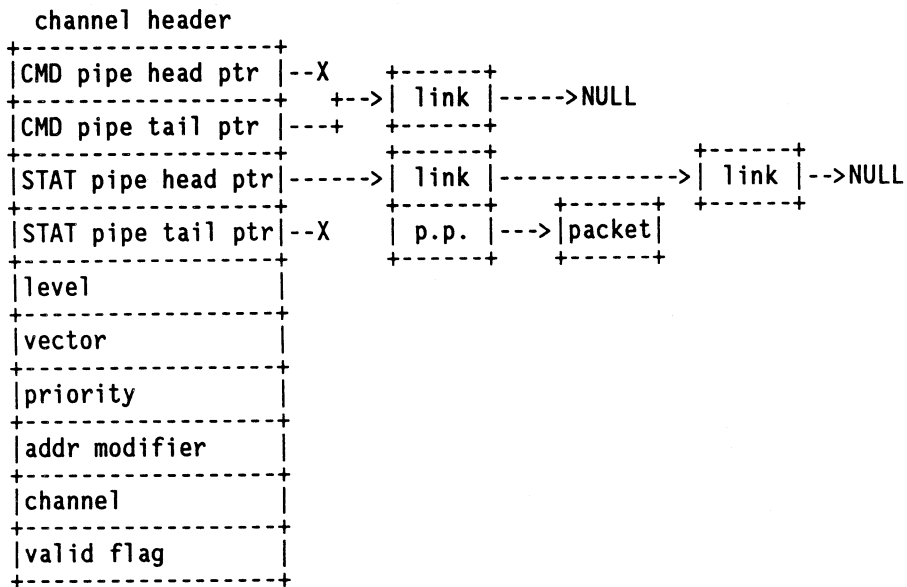 channel header
+------------------+
|CMD pipe head ptr |--X    +------+
+------------------+   +-->| link |----->NULL
|CMD pipe tail ptr |---+   +------+
+------------------+       +------+             +------+
|STAT pipe head ptr|------>| link |------------>| link |-->NULL
+------------------+       +------+    +------+ +------+
|STAT pipe tail ptr|--X    | p.p. |--->|packet|
+------------------+       +------+    +------+
|level             |
+------------------+
|vector            |
+------------------+
|priority          |
+------------------+
|addr modifier     |
+------------------+
|channel           |
+------------------+
|valid flag        |
+------------------+